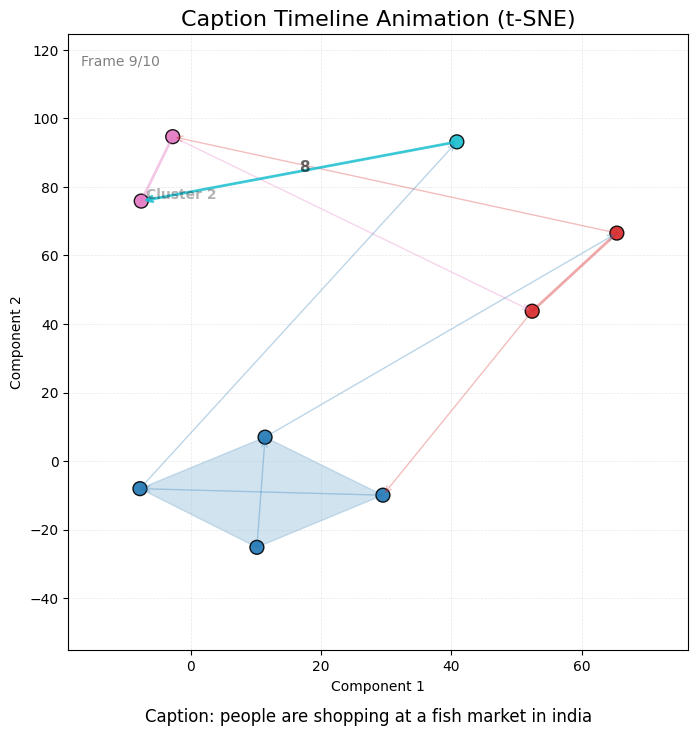 Caption Timeline Animation (t-SNE)
Frame 9/10
120
100
80
60
40
20
0
−20
−40
Component 2
8
Cluster 2
0
20
40
60
Component 1
Caption: people are shopping at a fish market in india